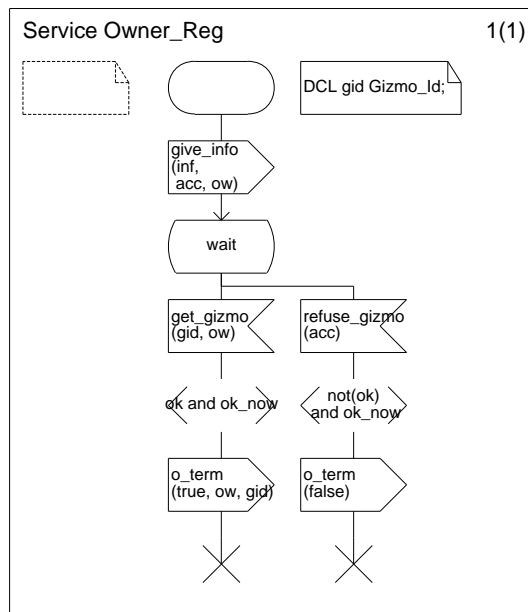 Service Owner_Reg 1(1)
DCL gid Gizmo_Id;
give_info
(inf,
acc, ow)
wait
get_gizmo
(gid, ow)
refuse_gizmo
(acc)
ok and ok_now
not(ok)
and ok_now
o_term
(true, ow, gid)
o_term
(false)